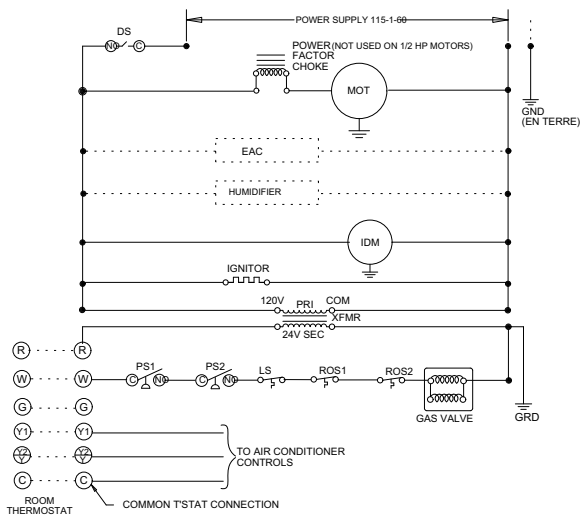 DS
POWER SUPPLY 115-1-60
NO C
POWER (NOT USED ON 1/2 HP MOTORS)
FACTOR
CHOKE
MOT
GND
(EN TERRE)
EAC
HUMIDIFIER
IDM
IGNITOR
120V PRI COM
XFMR
24V SEC
R R
PS1 PS2 LS ROS1 ROS2
W W C NO C NO
G G
GAS VALVE
GRD
Y1 Y1
Y2 Y Y2 Y
TO AIR CONDITIONER
CONTROLS
C C
ROOM
THERMOSTAT
COMMON T'STAT CONNECTION